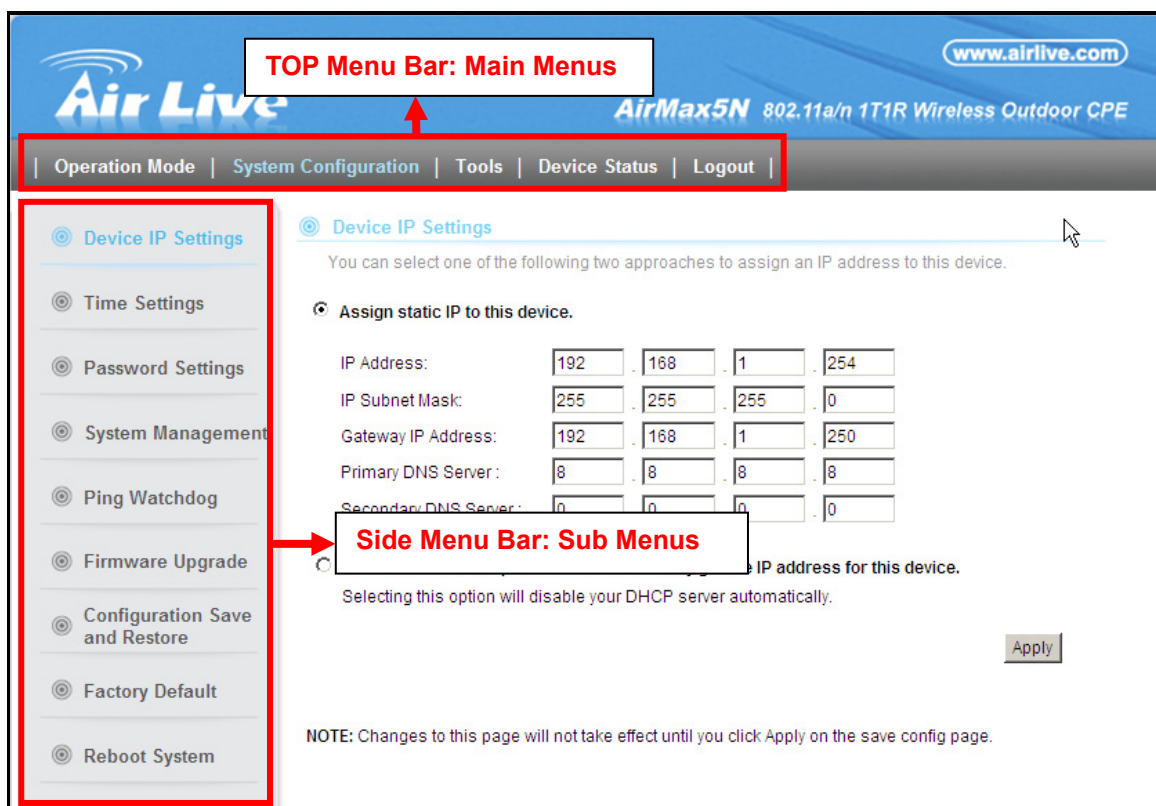 www.airlive.com
TOP Menu Bar: Main Menus
Air Live
AirMax5N 802.11a/n 1T1R Wireless Outdoor CPE
| Operation Mode | System Configuration | Tools | Device Status | Logout |
Device IP Settings
Time Settings
Password Settings
System Management
Ping Watchdog
Firmware Upgrade
Configuration Save
and Restore
Factory Default
Reboot System
Device IP Settings
You can select one of the following two approaches to assign an IP address to this device.
Assign static IP to this device.
IP Address: 192 . 168 . 1 . 254
IP Subnet Mask: 255 . 255 . 255 . 0
Gateway IP Address: 192 . 168 . 1 . 250
Primary DNS Server : 8 . 8 . 8 . 8
Secondary DNS Server : 0 . 0 . 0 . 0
Side Menu Bar: Sub Menus
IP address for this device.
Selecting this option will disable your DHCP server automatically.
Apply
NOTE: Changes to this page will not take effect until you click Apply on the save config page.